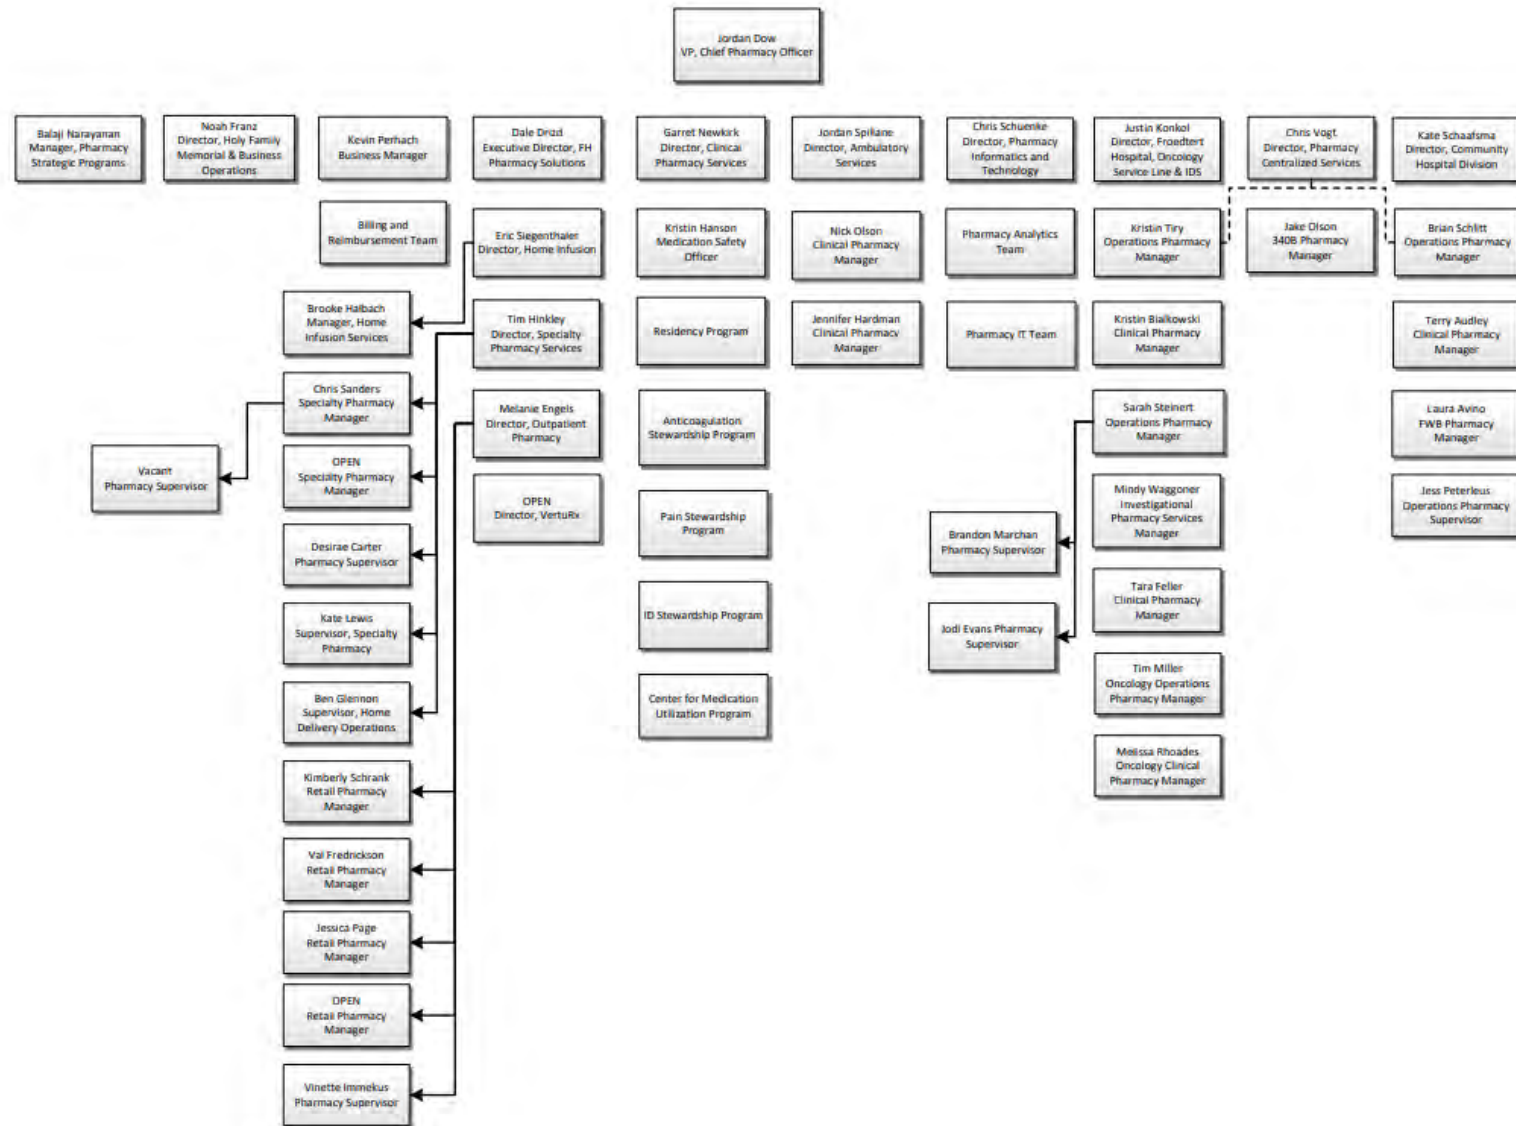 Jordan Dow
VP, Chief Pharmacy Officer
Balaji Narayanan
Manager, Pharmacy
Strategic Programs
Noah Franz
Director, Holy Family
Memorial & Business
Operations
Kevin Perhach
Business Manager
Dale Drizd
Executive Director, FH
Pharmacy Solutions
Garret Newkirk
Director, Clinical
Pharmacy Services
Jordan Spillane
Director, Ambulatory
Services
Chris Schuenke
Director, Pharmacy
Informatics and
Technology
Justin Konkol
Director, Froedtert
Hospital, Oncology
Service Line & IDS
Chris Vogt
Director, Pharmacy
Centralized Services
Kate Schaafsma
Director, Community
Hospital Division
Billing and
Reimbursement Team
Eric Siegenthaler
Director, Home Infusion
Kristin Hanson
Medication Safety
Officer
Nick Olson
Clinical Pharmacy
Manager
Pharmacy Analytics
Team
Kristin Tiry
Operations Pharmacy
Manager
Jake Olson
340B Pharmacy
Manager
Brian Schlitt
Operations Pharmacy
Manager
Brooke Halbach
Manager, Home
Infusion Services
Tim Hinkley
Director, Specialty
Pharmacy Services
Residency Program
Jennifer Hardman
Clinical Pharmacy
Manager
Pharmacy IT Team
Kristin Bialkowski
Clinical Pharmacy
Manager
Terry Audley
Clinical Pharmacy
Manager
Chris Sanders
Specialty Pharmacy
Manager
Melanie Engels
Director, Outpatient
Pharmacy
Anticoagulation
Stewardship Program
Sarah Steinert
Operations Pharmacy
Manager
Laura Avino
FWB Pharmacy
Manager
Vacant
Pharmacy Supervisor
OPEN
Specialty Pharmacy
Manager
OPEN
Director, VertuRx
Pain Stewardship
Program
Mindy Waggoner
Investigational
Pharmacy Services
Manager
Jess Peterleus
Operations Pharmacy
Supervisor
Desirae Carter
Pharmacy Supervisor
Brandon Marchan
Pharmacy Supervisor
Kate Lewis
Supervisor, Specialty
Pharmacy
ID Stewardship Program
Jodi Evans Pharmacy
Supervisor
Tara Feller
Clinical Pharmacy
Manager
Ben Glennon
Supervisor, Home
Delivery Operations
Center for Medication
Utilization Program
Tim Miller
Oncology Operations
Pharmacy Manager
Kimberly Schrank
Retail Pharmacy
Manager
Melissa Rhoades
Oncology Clinical
Pharmacy Manager
Val Fredrickson
Retail Pharmacy
Manager
Jessica Page
Retail Pharmacy
Manager
OPEN
Retail Pharmacy
Manager
Vinette Immekus
Pharmacy Supervisor